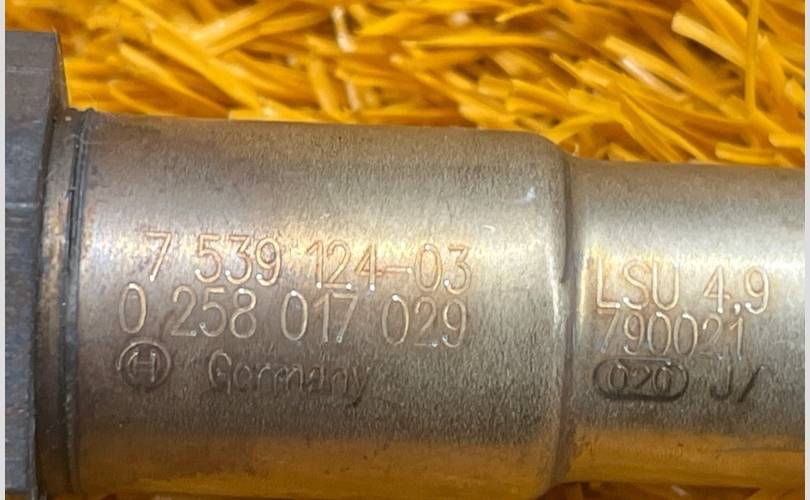 7 539 124-03
0 258 017 029
H Germany
LSU 4.9
790021
020 J/